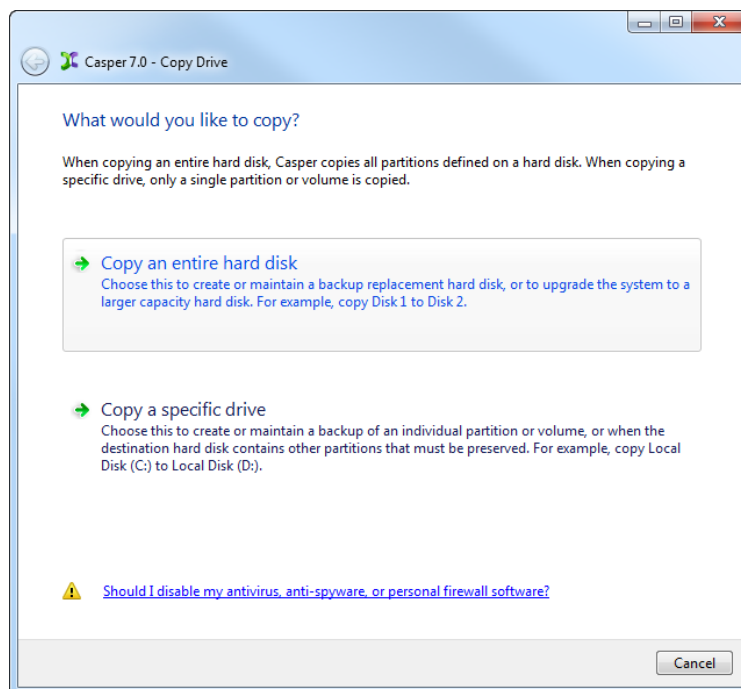 Casper 7.0 - Copy Drive
What would you like to copy?
When copying an entire hard disk, Casper copies all partitions defined on a hard disk. When copying a
specific drive, only a single partition or volume is copied.
Copy an entire hard disk
Choose this to create or maintain a backup replacement hard disk, or to upgrade the system to a
larger capacity hard disk. For example, copy Disk 1 to Disk 2.
Copy a specific drive
Choose this to create or maintain a backup of an individual partition or volume, or when the
destination hard disk contains other partitions that must be preserved. For example, copy Local
Disk (C:) to Local Disk (D:).
Should I disable my antivirus, anti-spyware, or personal firewall software?
Cancel